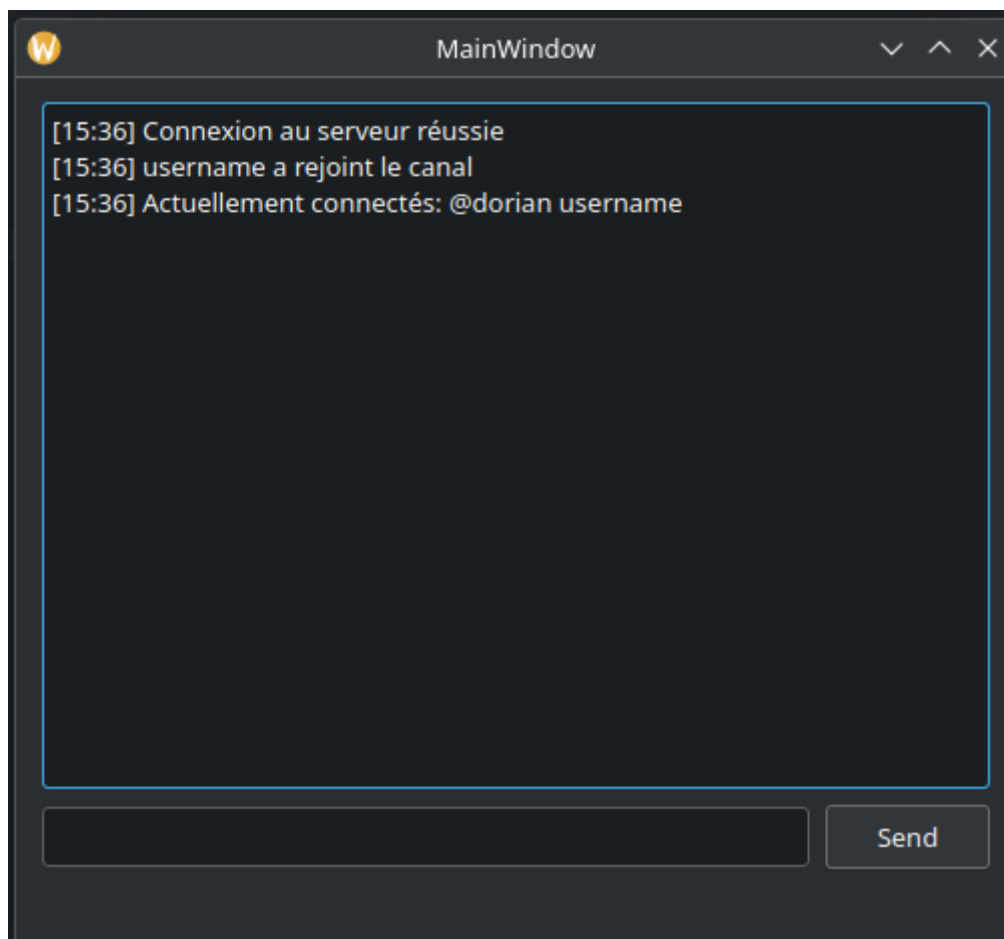 MainWindow
[15:36] Connexion au serveur réussie
[15:36] username a rejoint le canal
[15:36] Actuellement connectés: @dorian username
Send